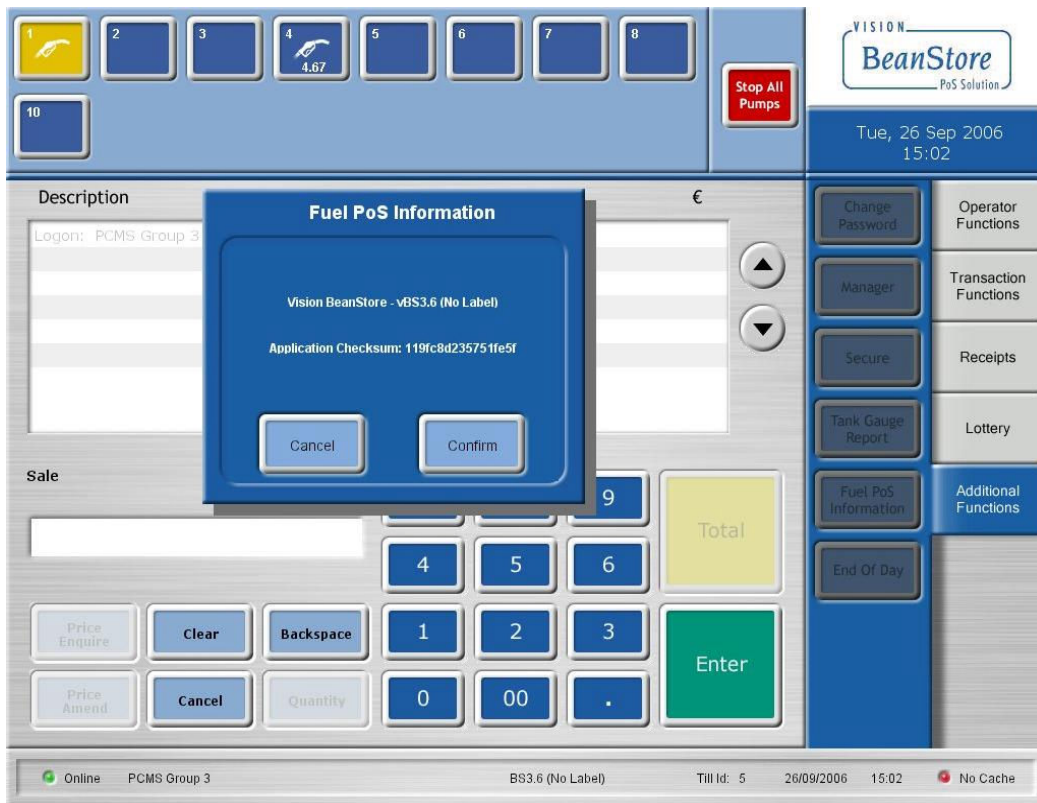 1
2
3
4
4.67
5
6
7
8
10
Stop All
Pumps
VISION
BeanStore
PoS Solution
Tue, 26 Sep 2006
15:02
Description
€
Logon: PCMS Group 3
Fuel PoS Information
Vision BeanStore - vBS3.6 (No Label)
Application Checksum: 119fc8d235751fe5f
Cancel
Confirm
Change
Password
Operator
Functions
Manager
Transaction
Functions
Secure
Receipts
Tank Gauge
Report
Lottery
Fuel PoS
Information
Additional
Functions
End Of Day
Sale
9
Total
4
5
6
Price
Enquire
Clear
Backspace
1
2
3
Enter
Price
Amend
Cancel
Quantity
0
00
.
Online
PCMS Group 3
BS3.6 (No Label)
Till Id: 5
26/09/2006
15:02
No Cache